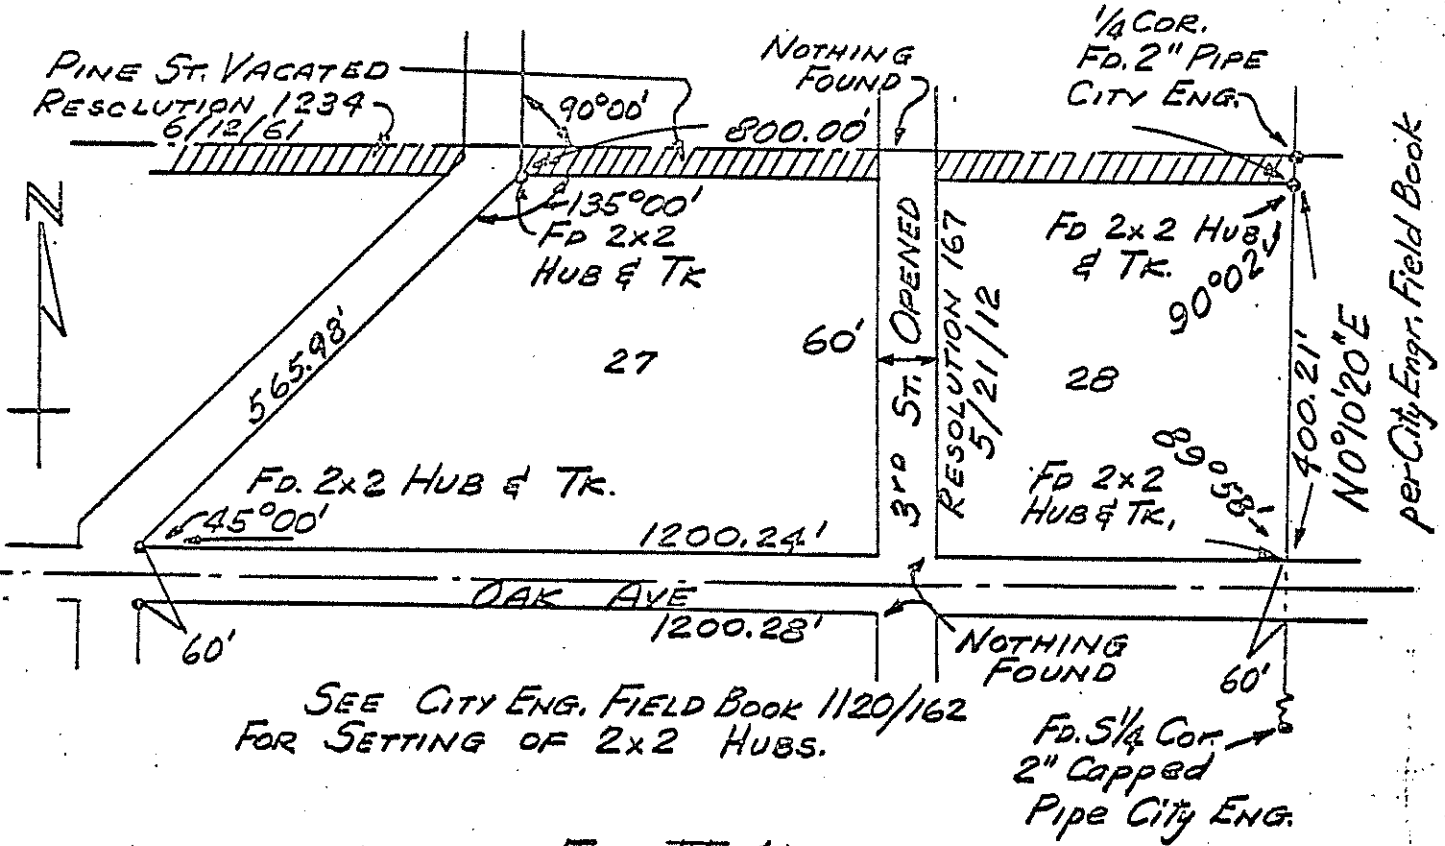 PINE ST. VACATED
RESOLUTION 1234
6/12/61
90°00'
NOTHING
FOUND
800.00'
1/4 COR.
FD. 2" PIPE
CITY ENG.
N
135°00'
FD 2x2
HUB & TK
565.98'
27
60'
3RD ST. OPENED
RESOLUTION 167
5/21/12
FD 2x2 HUB
& TK.
90°02'
28
400.21'
N0°10'20"E
per City Engr. Field Book
FD. 2x2 HUB & TK.
45°00'
1200.24'
FD 2x2
HUB & TK,
89°58'
OAK AVE
1200.28'
60'
NOTHING
FOUND
60'
SEE CITY ENG. FIELD BOOK 1120/162
FOR SETTING OF 2x2 HUBS.
FD. S1/4 Cor.
2" Capped
Pipe City ENG.